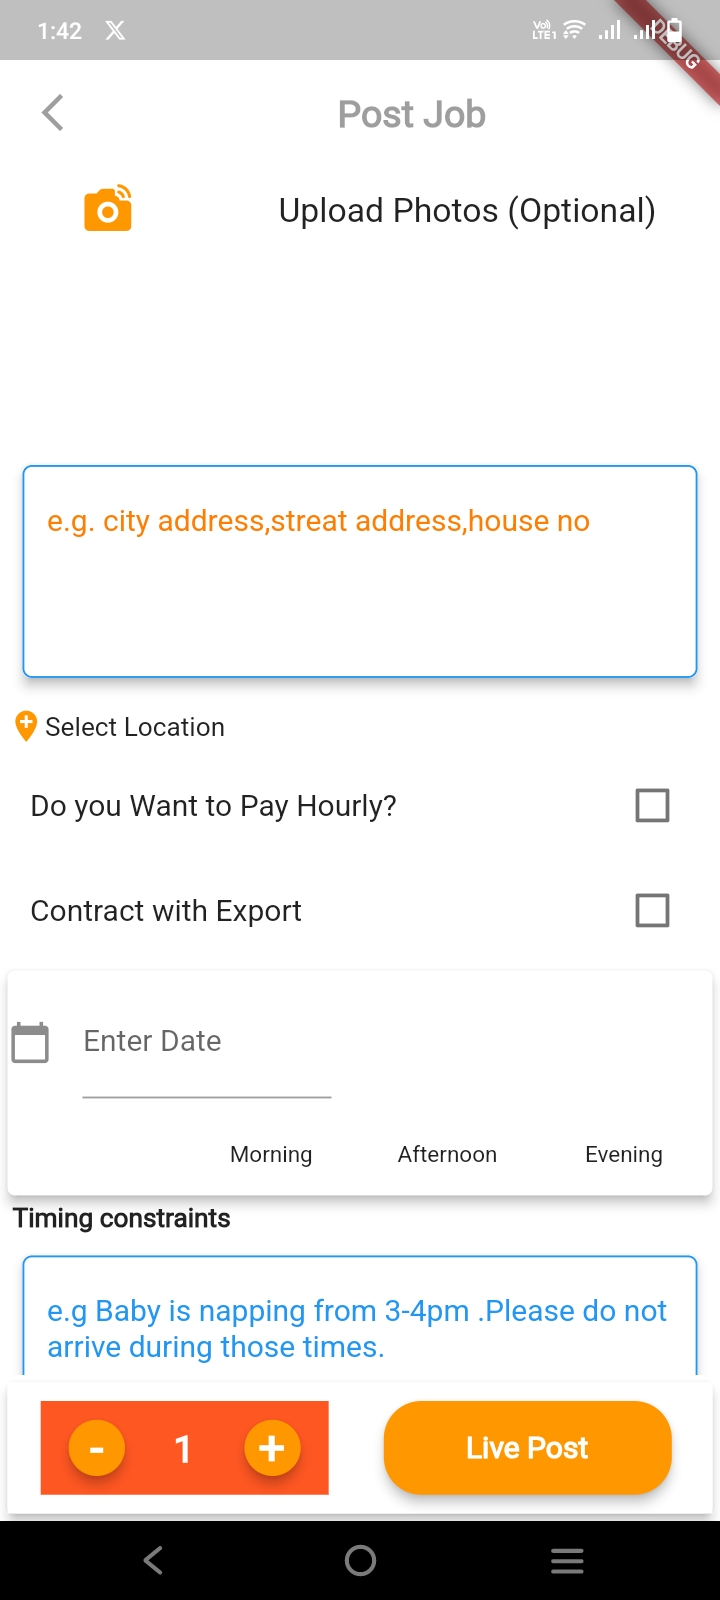 1:42
Vo)) LTE1
DEBUG
Post Job
Upload Photos (Optional)
e.g. city address,streat address,house no
Select Location
Do you Want to Pay Hourly?
Contract with Export
Enter Date
Morning Afternoon Evening
Timing constraints
e.g Baby is napping from 3-4pm .Please do not
arrive during those times.
- 1 + Live Post